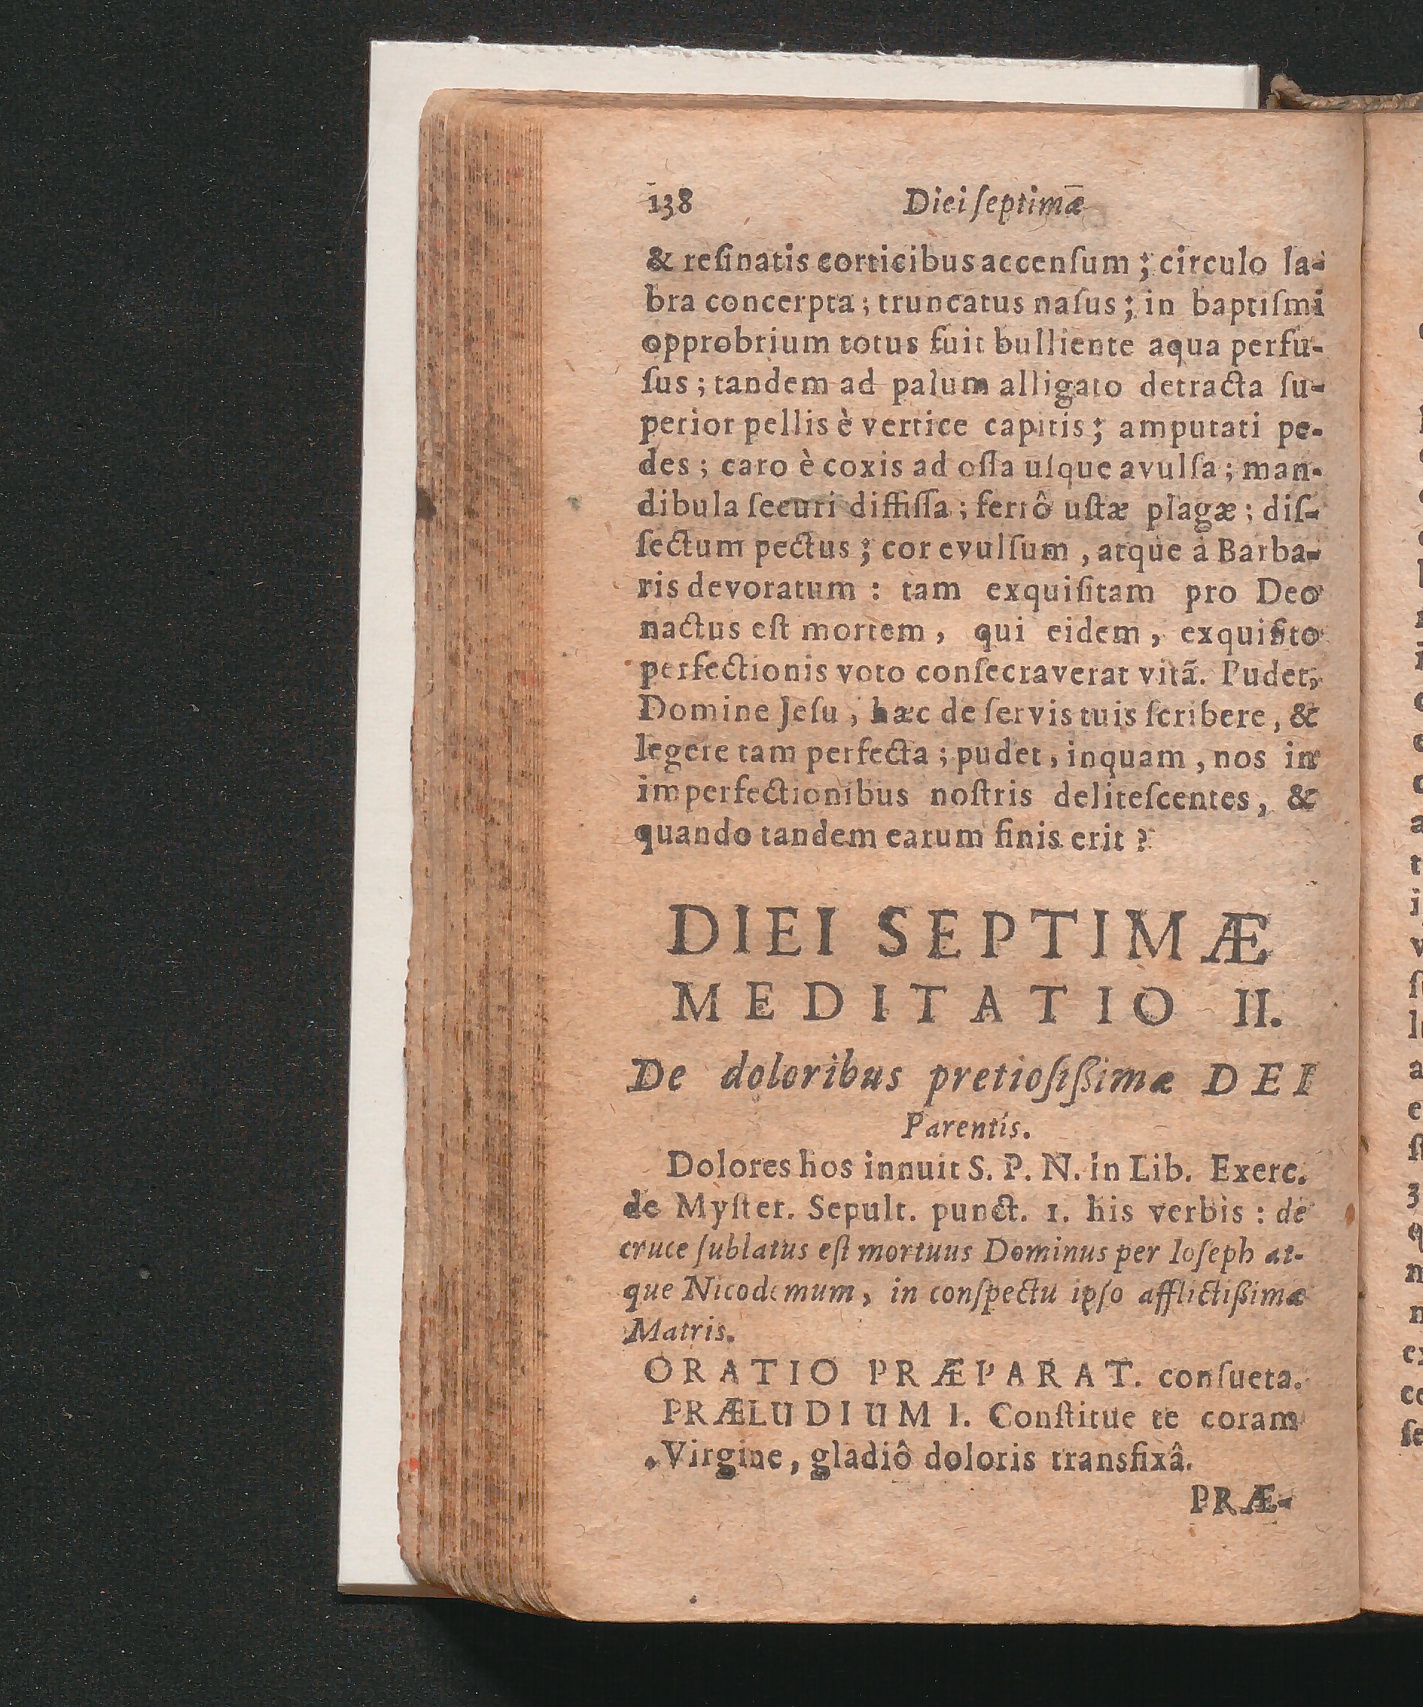 138 Diei ſeptimæ
& reſinatis corticibus accenſum ; circulo la-
bra concerpta ; truncatus naſus ; in baptiſmi
opprobrium totus fuit bulliente aqua perfu-
ſus ; tandem ad palum alligato detracta ſu-
perior pellis è vertice capitis ; amputati pe-
des ; caro è coxis ad oſſa uſque avulſa ; man-
dibula ſecuri diffiſſa ; ferrô uſtæ plagæ ; diſ-
ſectum pectus ; cor evulſum , atque à Barba-
ris devoratum : tam exquiſitam pro Deo
nactus eſt mortem , qui eidem , exquiſito
perfectionis voto conſecraverat vitã. Pudet,
Domine Jeſu , hæc de ſervis tuis ſcribere , &
legere tam perfecta ; pudet , inquam , nos in
imperfectionibus noſtris deliteſcentes , &
quando tandem earum finis erit ?
DIEI SEPTIMÆ
MEDITATIO II.
De doloribus pretioſißimæ DEI
Parentis.
Dolores hos innuit S. P. N. in Lib. Exerc.
de Myſter. Sepult. punct. 1. his verbis : de
cruce ſublatus eſt mortuus Dominus per Ioſeph at-
que Nicodemum , in conſpectu ipſo afflictißimæ
Matris.
ORATIO PRÆPARAT. conſueta.
PRÆLUDIUM I. Conſtitue te coram
Virgine , gladiô doloris transfixâ.
PRÆ-